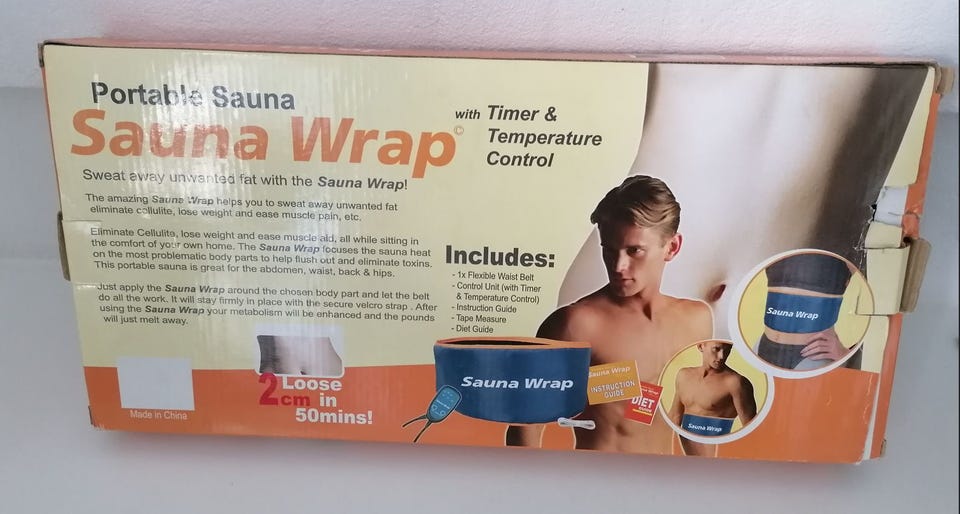 Portable Sauna
Sauna Wrap©
with Timer &
Temperature
Control
Sweat away unwanted fat with the Sauna Wrap!
The amazing Sauna Wrap helps you to sweat away unwanted fat
eliminate cellulite, lose weight and ease muscle pain, etc.
Eliminate Cellulite, lose weight and ease muscle aid, all while sitting in
the comfort of your own home. The Sauna Wrap focuses the sauna heat
on the most problematic body parts to help flush out and eliminate toxins.
This portable sauna is great for the abdomen, waist, back & hips.
Just apply the Sauna Wrap around the chosen body part and let the belt
do all the work. It will stay firmly in place with the secure velcro strap . After
using the Sauna Wrap your metabolism will be enhanced and the pounds
will just melt away.
Includes:
- 1x Flexible Waist Belt
- Control Unit (with Timer
& Temperature Control)
- Instruction Guide
- Tape Measure
- Diet Guide
2 Loose
cm in
50mins!
Made in China
Sauna Wrap
Sauna Wrap
INSTRUCTION
GUIDE
DIET
GUIDE
Sauna Wrap
Sauna Wrap